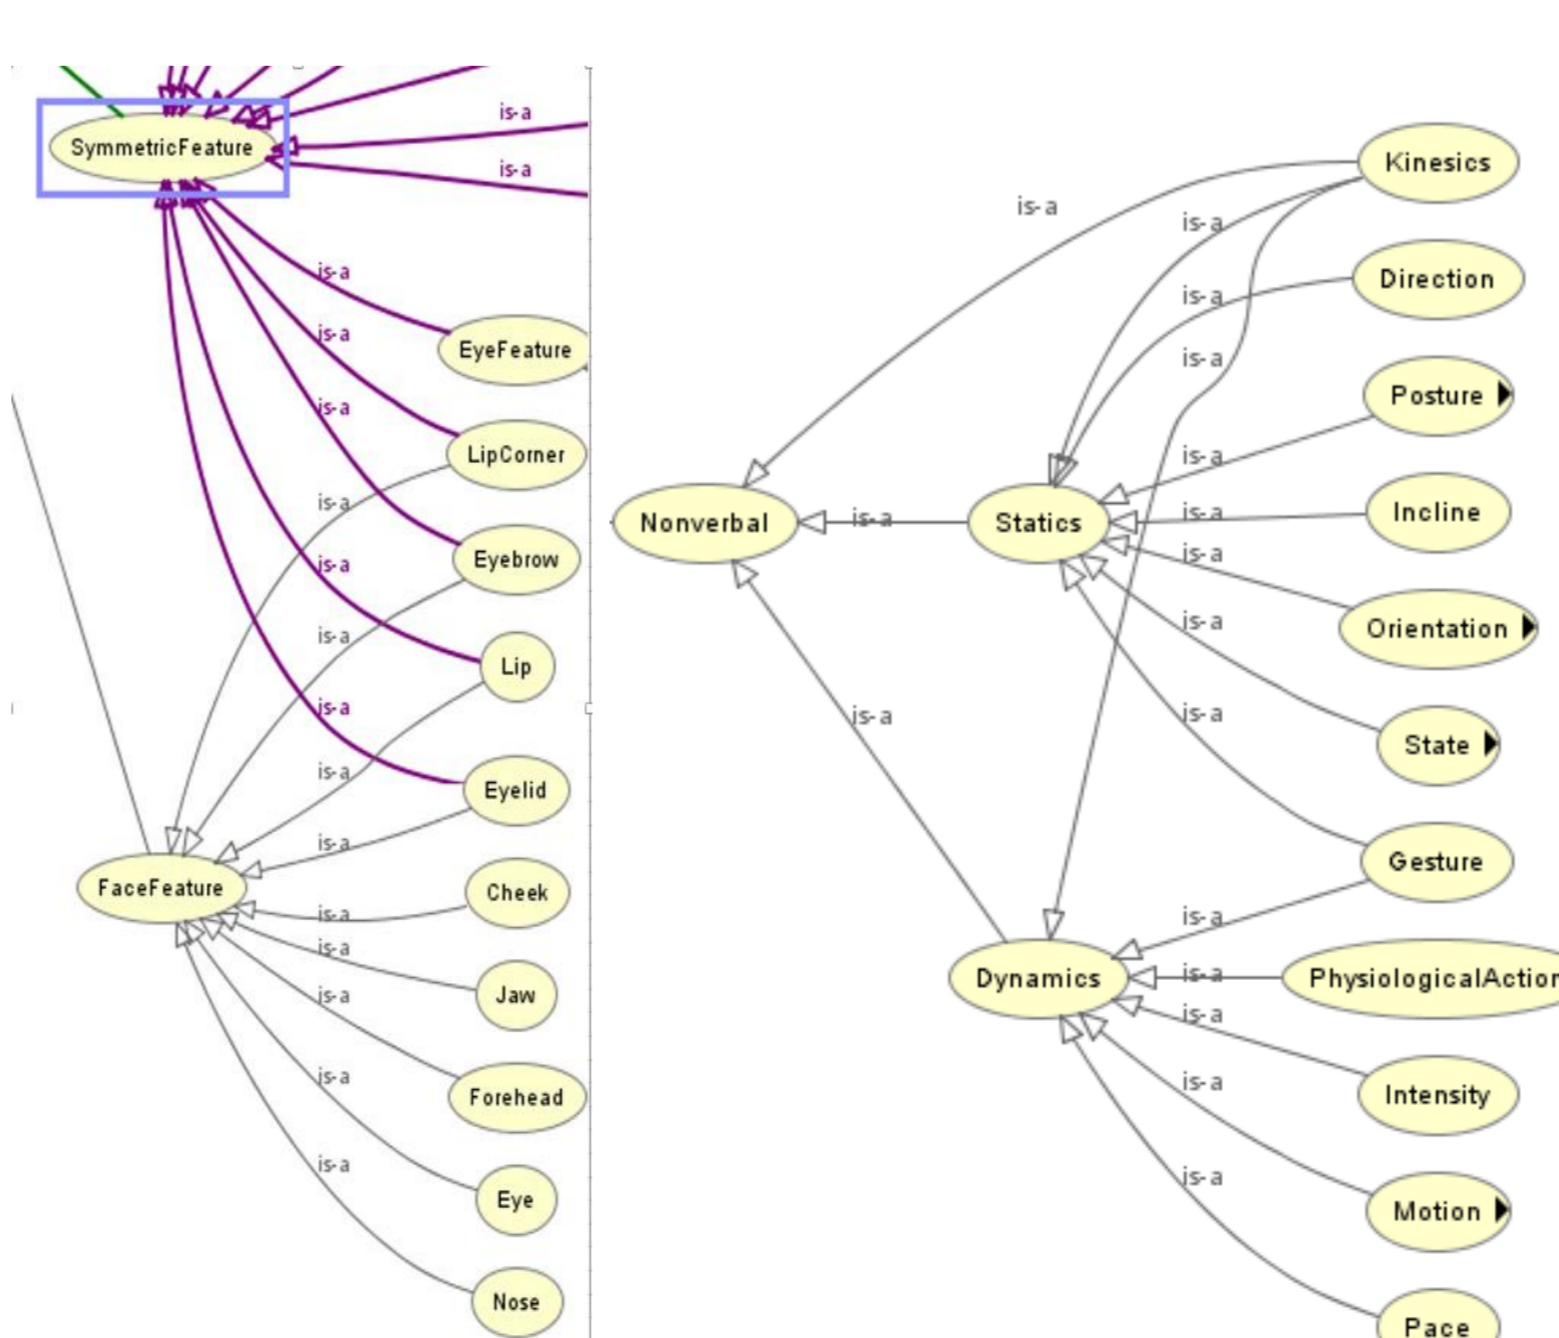 is-a
SymmetricFeature
is-a
is-a
EyeFeature
is-a
LipCorner
is-a
is-a
Eyebrow
is-a
is-a
Lip
is-a
is-a
Eyelid
is-a
FaceFeature
Cheek
is-a
is-a
Jaw
is-a
Forehead
is-a
Eye
is-a
Nose
Kinesics
is-a
is-a
Direction
is-a
is-a
Posture
is-a
Incline
is-a
Nonverbal
is-a
Statics
is-a
Orientation
is-a
State
is-a
is-a
Gesture
is-a
Dynamics
is-a
PhysiologicalAction
is-a
Intensity
is-a
Motion
is-a
Pace